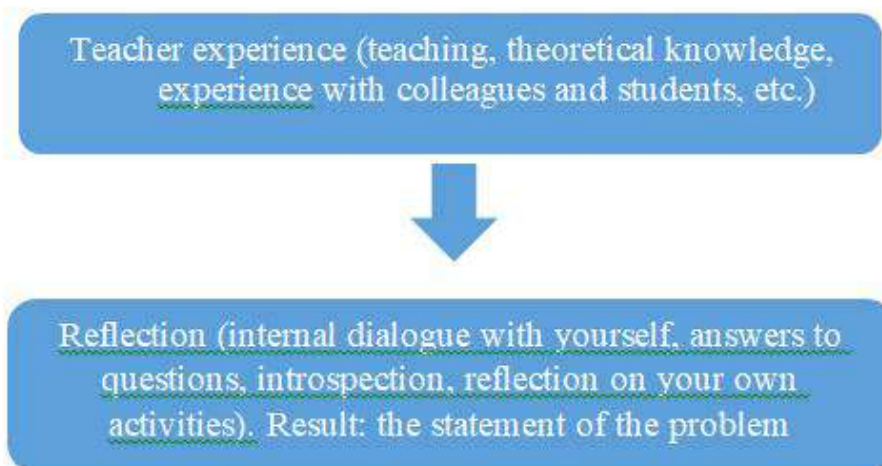 Teacher experience (teaching, theoretical knowledge,
experience with colleagues and students, etc.)
Reflection (internal dialogue with yourself, answers to
questions, introspection, reflection on your own
activities). Result: the statement of the problem